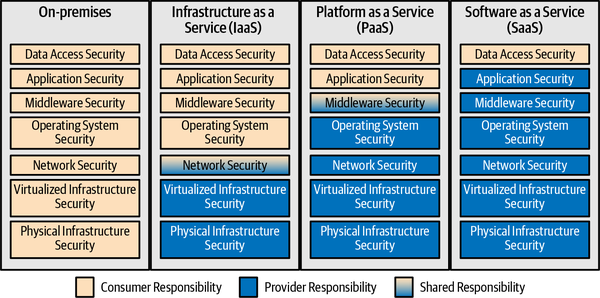 On-premises
Data Access Security
Application Security
Middleware Security
Operating System
Security
Network Security
Virtualized Infrastructure
Security
Physical Infrastructure
Security
Infrastructure as a
Service (IaaS)
Data Access Security
Application Security
Middleware Security
Operating System
Security
Network Security
Virtualized Infrastructure
Security
Physical Infrastructure
Security
Platform as a Service
(PaaS)
Data Access Security
Application Security
Middleware Security
Operating System
Security
Network Security
Virtualized Infrastructure
Security
Physical Infrastructure
Security
Software as a Service
(SaaS)
Data Access Security
Application Security
Middleware Security
Operating System
Security
Network Security
Virtualized Infrastructure
Security
Physical Infrastructure
Security
Consumer Responsibility
Provider Responsibility
Shared Responsibility